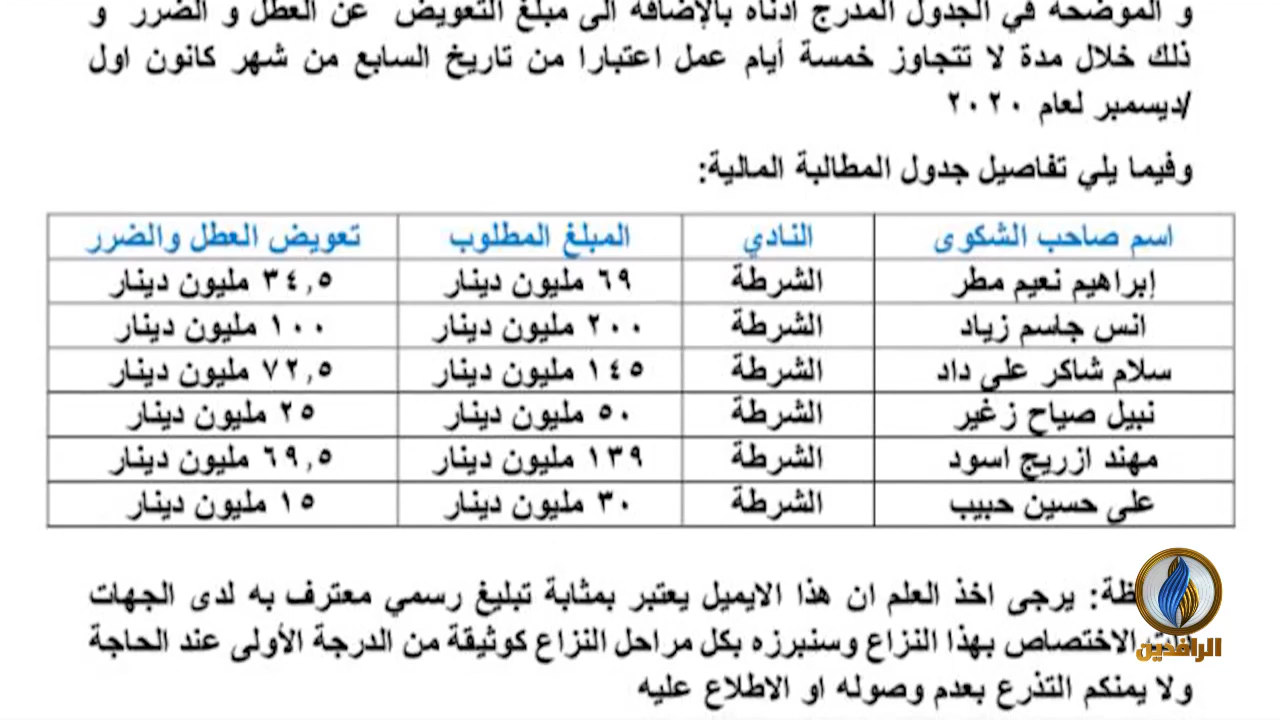 و الموضحة في الجدول المدرج ادناه بالإضافة الى مبلغ التعويض عن العطل و الضرر و
ذلك خلال مدة لا تتجاوز خمسة أيام عمل اعتبارا من تاريخ السابع من شهر كانون اول
/ديسمبر لعام ٢٠٢٠
وفيما يلي تفاصيل جدول المطالبة المالية:
اسم صاحب الشكوى النادي المبلغ المطلوب تعويض العطل والضرر
إبراهيم نعيم مطر الشرطة ٦٩ مليون دينار ٣٤,٥ مليون دينار
انس جاسم زياد الشرطة ٢٠٠ مليون دينار ١٠٠ مليون دينار
سلام شاكر علي داد الشرطة ١٤٥ مليون دينار ٧٢,٥ مليون دينار
نبيل صياح زغير الشرطة ٥٠ مليون دينار ٢٥ مليون دينار
مهند ازريج اسود الشرطة ١٣٩ مليون دينار ٦٩,٥ مليون دينار
علي حسين حبيب الشرطة ٣٠ مليون دينار ١٥ مليون دينار
يرجى اخذ العلم ان هذا الايميل يعتبر بمثابة تبليغ رسمي معترف به لدى الجهات
الاختصاص بهذا النزاع وسنبرزه بكل مراحل النزاع كوثيقة من الدرجة الأولى عند الحاجة
ولا يمنكم التذرع بعدم وصوله او الاطلاع عليه
الرافدين